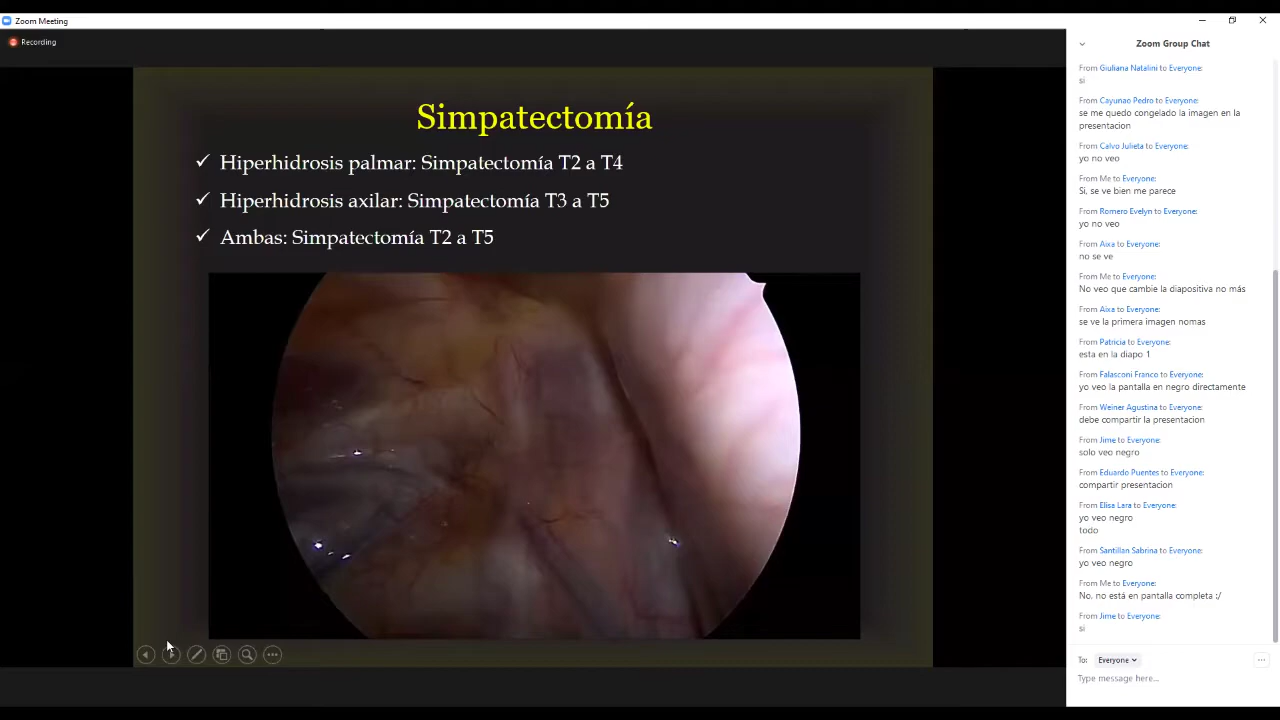 Zoom Meeting
Recording
Simpatectomía
✓ Hiperhidrosis palmar: Simpatectomía T2 a T4
✓ Hiperhidrosis axilar: Simpatectomía T3 a T5
✓ Ambas: Simpatectomía T2 a T5
Zoom Group Chat
From Giuliana Natalini to Everyone:
si
From Cayunao Pedro to Everyone:
se me quedo congelado la imagen en la
presentacion
From Calvo Julieta to Everyone:
yo no veo
From Me to Everyone:
Si, se ve bien me parece
From Romero Evelyn to Everyone:
yo no veo
From Aixa to Everyone:
no se ve
From Me to Everyone:
No veo que cambie la diapositiva no más
From Aixa to Everyone:
se ve la primera imagen nomas
From Patricia to Everyone:
esta en la diapo 1
From Falasconi Franco to Everyone:
yo veo la pantalla en negro directamente
From Weiner Agustina to Everyone:
debe compartir la presentacion
From Jime to Everyone:
solo veo negro
From Eduardo Puentes to Everyone:
compartir presentacion
From Elisa Lara to Everyone:
yo veo negro
todo
From Santillan Sabrina to Everyone:
yo veo negro
From Me to Everyone:
No, no está en pantalla completa :/
From Jime to Everyone:
si
To: Everyone
Type message here...